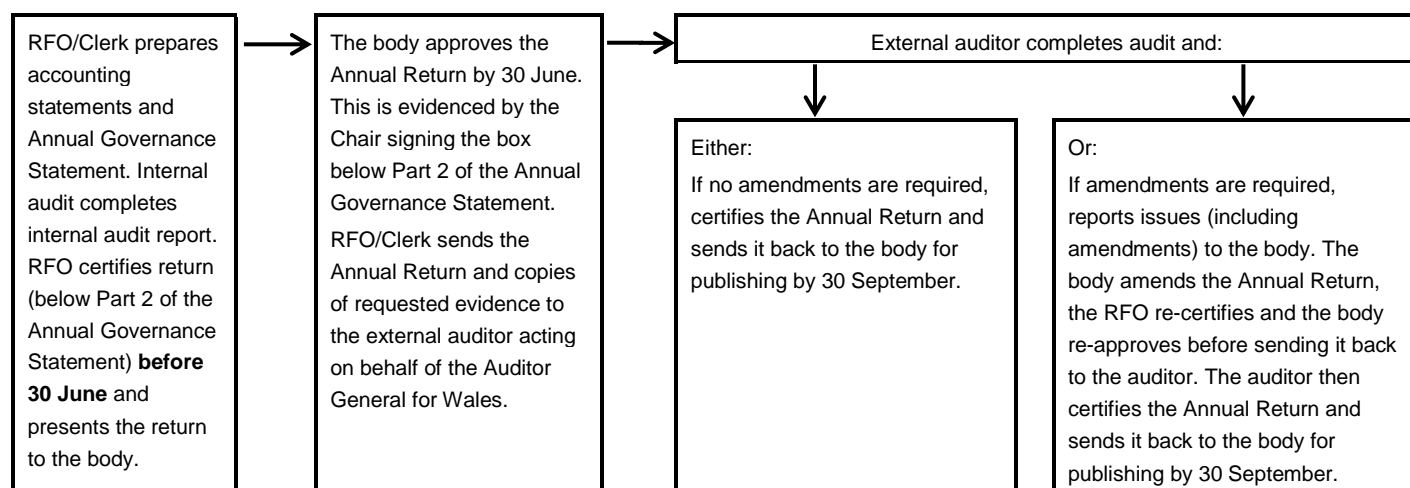 RFO/Clerk prepares
accounting
statements and
Annual Governance
Statement. Internal
audit completes
internal audit report.
RFO certifies return
(below Part 2 of the
Annual Governance
Statement) before
30 June and
presents the return
to the body.
The body approves the
Annual Return by 30 June.
This is evidenced by the
Chair signing the box
below Part 2 of the Annual
Governance Statement.
RFO/Clerk sends the
Annual Return and copies
of requested evidence to
the external auditor acting
on behalf of the Auditor
General for Wales.
External auditor completes audit and:
Either:
If no amendments are required,
certifies the Annual Return and
sends it back to the body for
publishing by 30 September.
Or:
If amendments are required,
reports issues (including
amendments) to the body. The
body amends the Annual Return,
the RFO re-certifies and the body
re-approves before sending it back
to the auditor. The auditor then
certifies the Annual Return and
sends it back to the body for
publishing by 30 September.